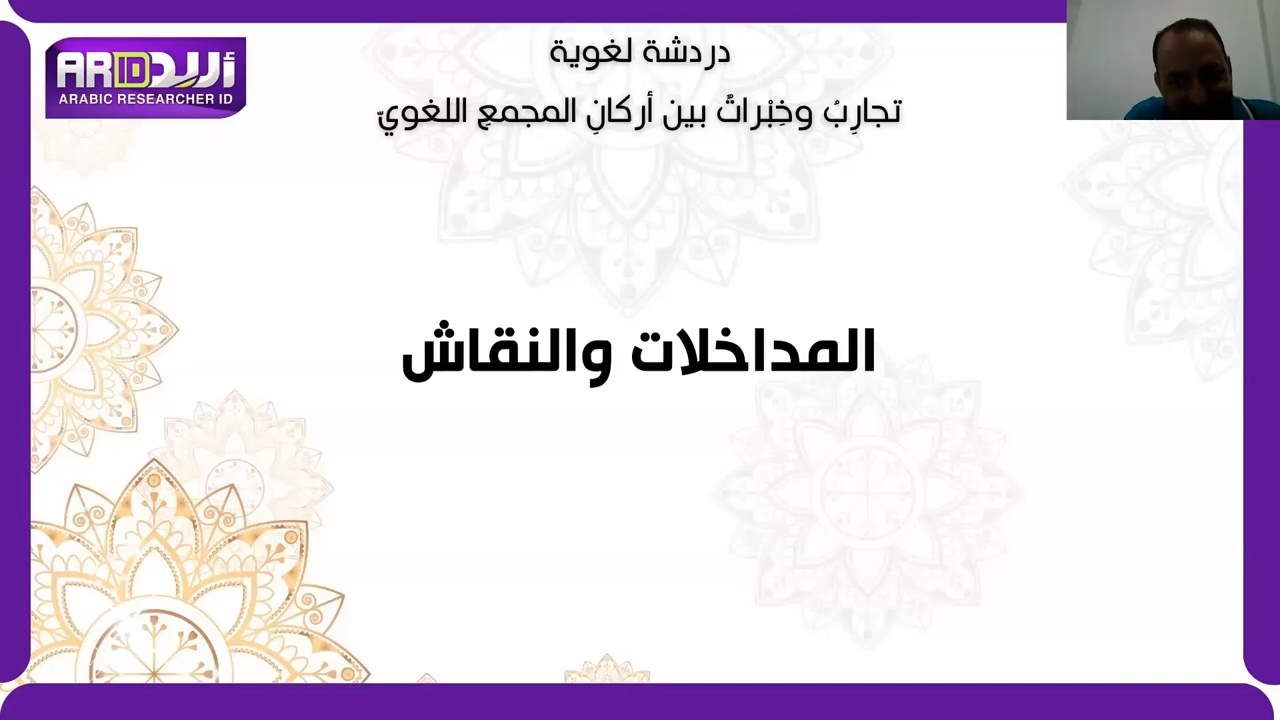 دردشة لغوية
تجارِبُ وخِبْراتٌ بين أركانِ المجمعِ اللغويّ
ARID أريد
ARABIC RESEARCHER ID
المداخلات والنقاش